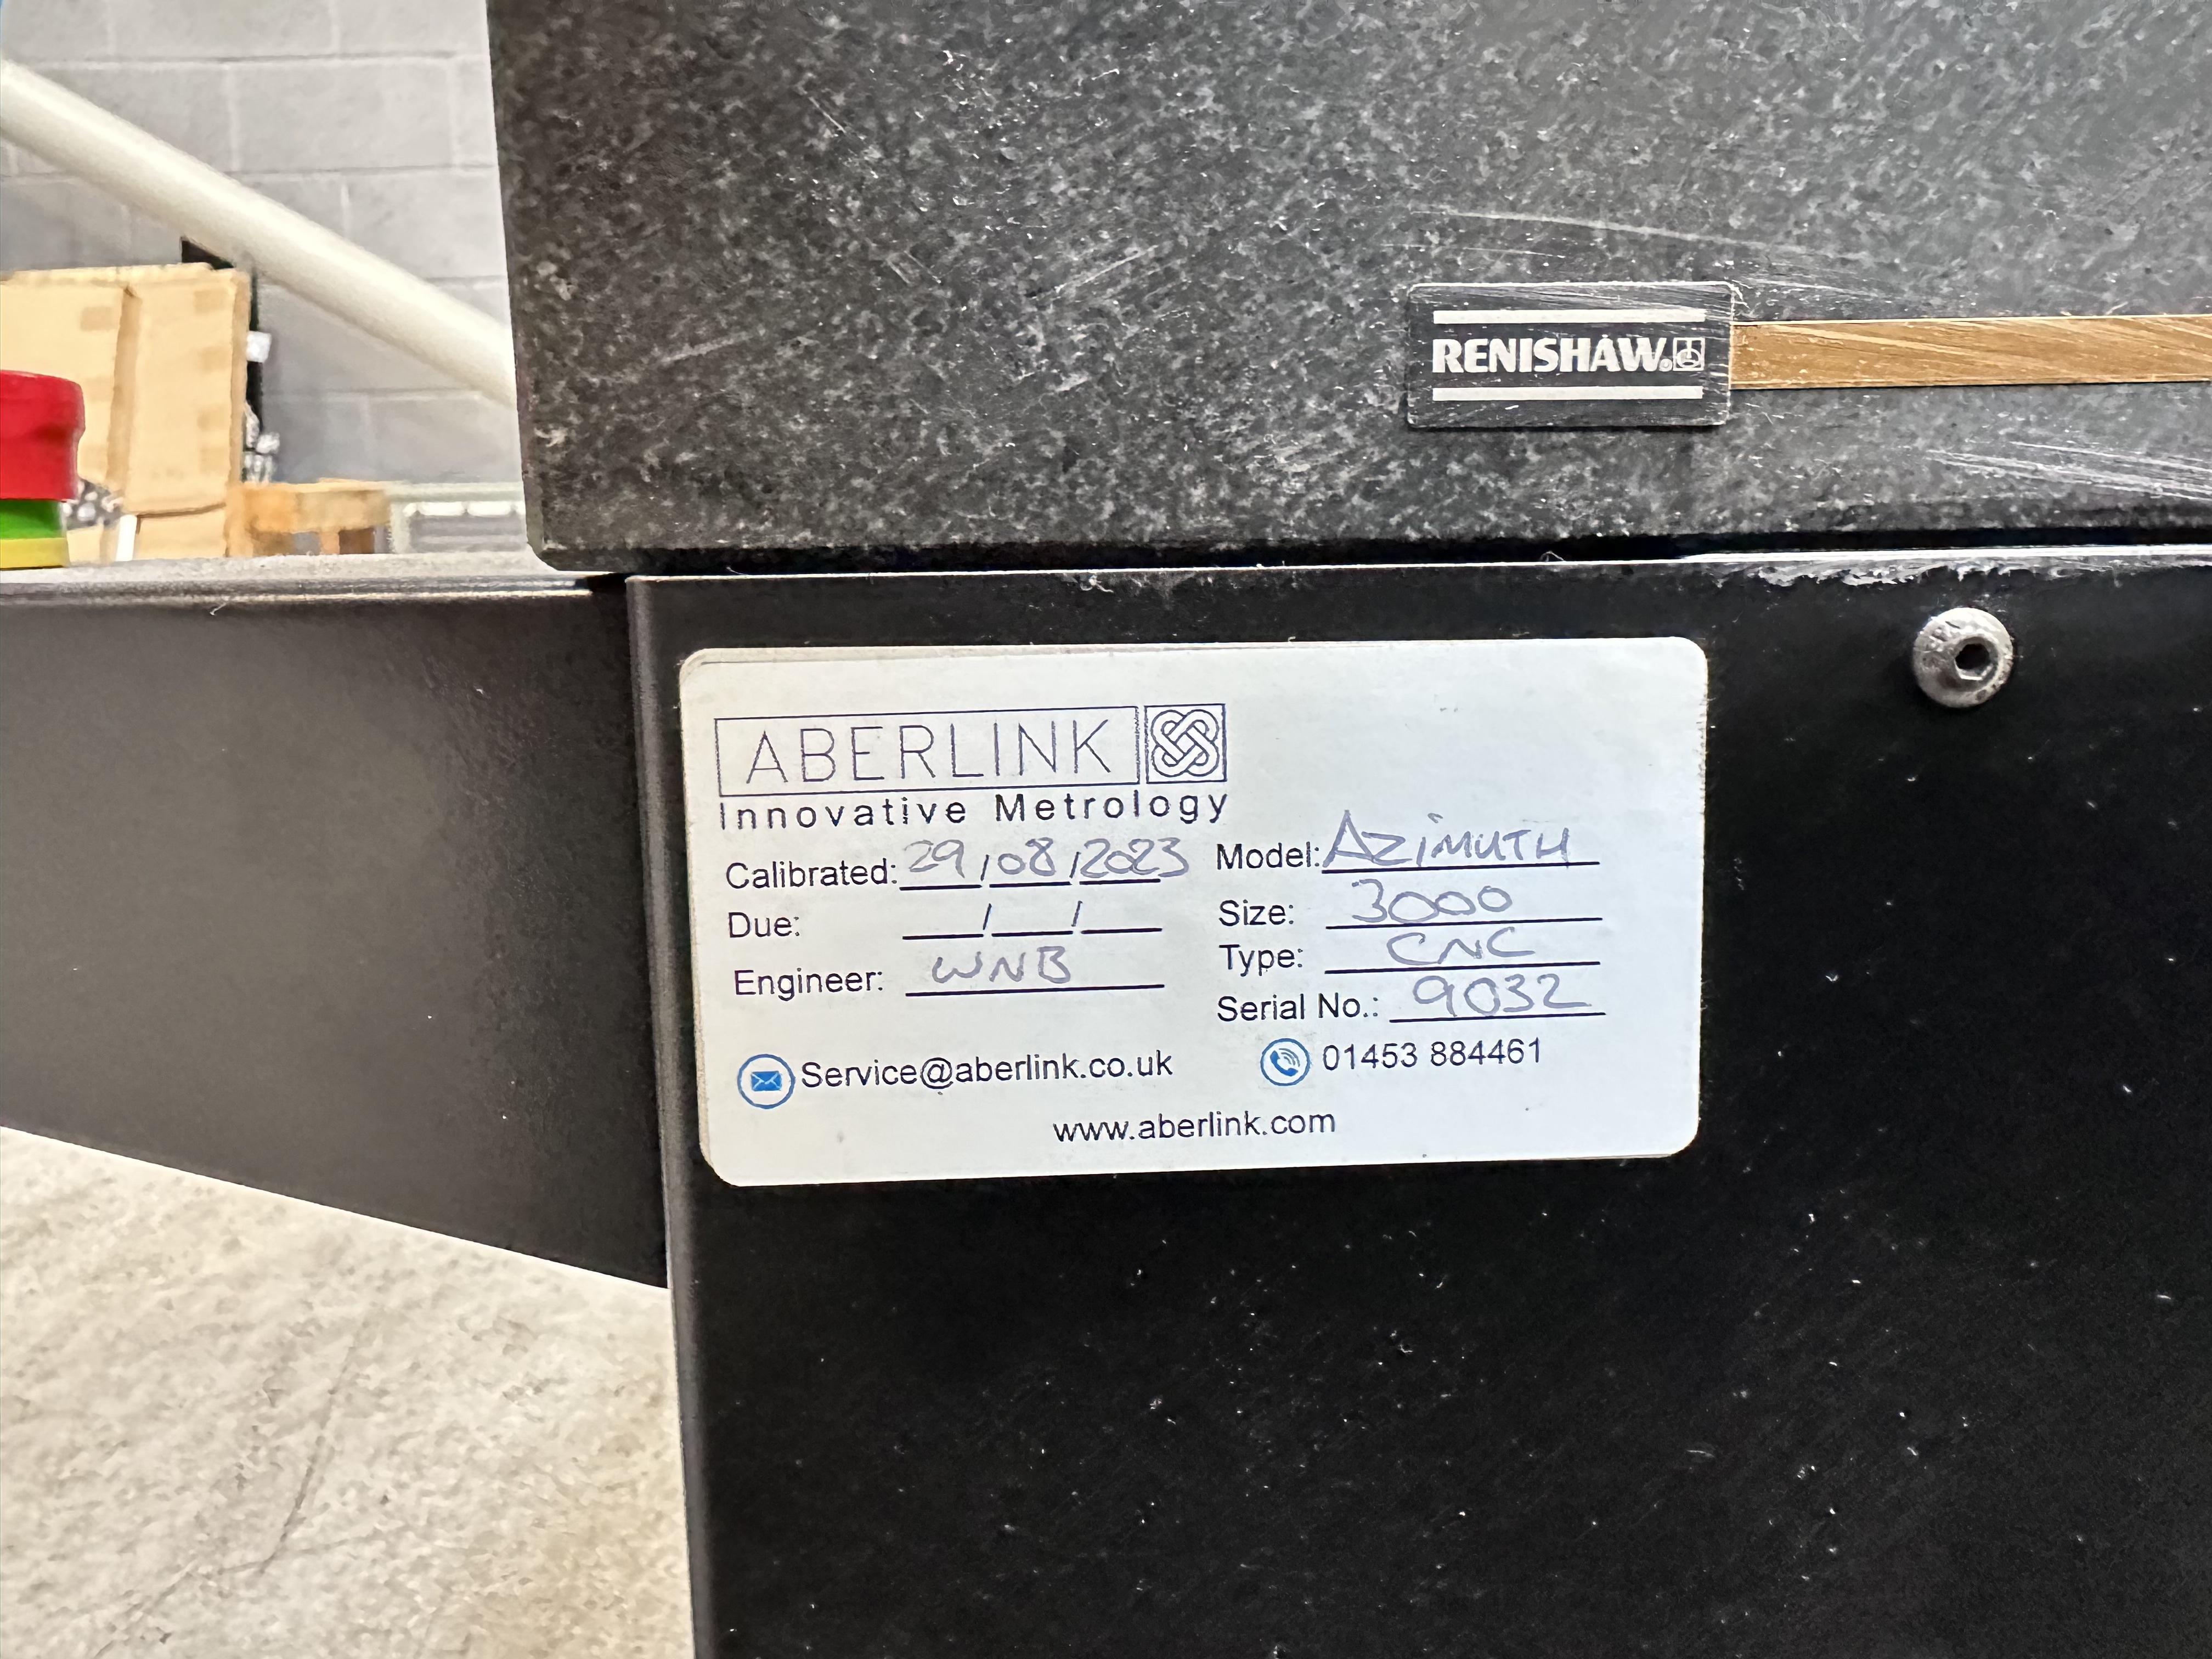 RENISHAW
ABERLINK
Innovative Metrology
Calibrated: 29/08/2023 Model: AZIMUTH
Due: / / Size: 3000
Engineer: WNB Type: CNC
Serial No.: 9032
Service@aberlink.co.uk 01453 884461
www.aberlink.com